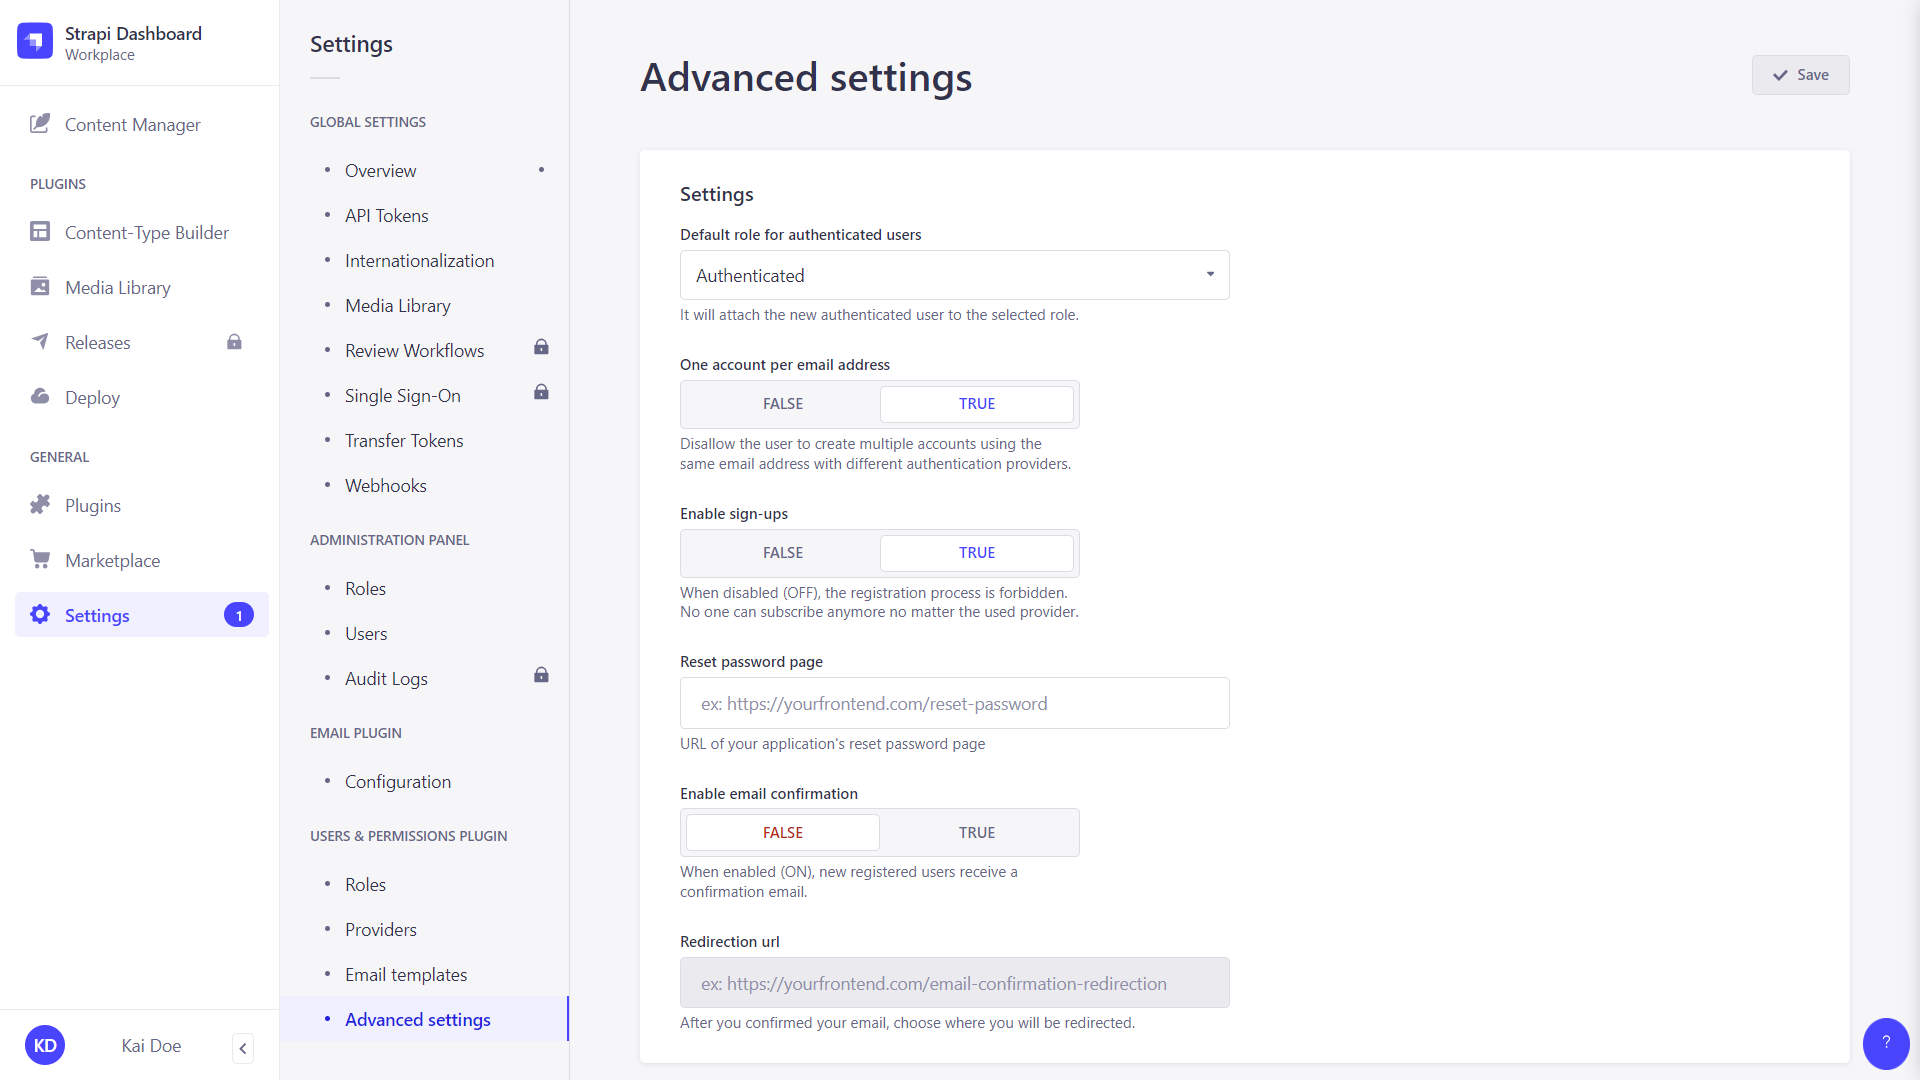 Strapi Dashboard
Workplace
Content Manager
PLUGINS
Content-Type Builder
Media Library
Releases
Deploy
GENERAL
Plugins
Marketplace
Settings
1
KD
Kai Doe
Settings
GLOBAL SETTINGS
Overview
API Tokens
Internationalization
Media Library
Review Workflows
Single Sign-On
Transfer Tokens
Webhooks
ADMINISTRATION PANEL
Roles
Users
Audit Logs
EMAIL PLUGIN
Configuration
USERS & PERMISSIONS PLUGIN
Roles
Providers
Email templates
Advanced settings
Advanced settings
Save
Settings
Default role for authenticated users
Authenticated
It will attach the new authenticated user to the selected role.
One account per email address
FALSE
TRUE
Disallow the user to create multiple accounts using the
same email address with different authentication providers.
Enable sign-ups
FALSE
TRUE
When disabled (OFF), the registration process is forbidden.
No one can subscribe anymore no matter the used provider.
Reset password page
ex: https://yourfrontend.com/reset-password
URL of your application's reset password page
Enable email confirmation
FALSE
TRUE
When enabled (ON), new registered users receive a
confirmation email.
Redirection url
ex: https://yourfrontend.com/email-confirmation-redirection
After you confirmed your email, choose where you will be redirected.
?